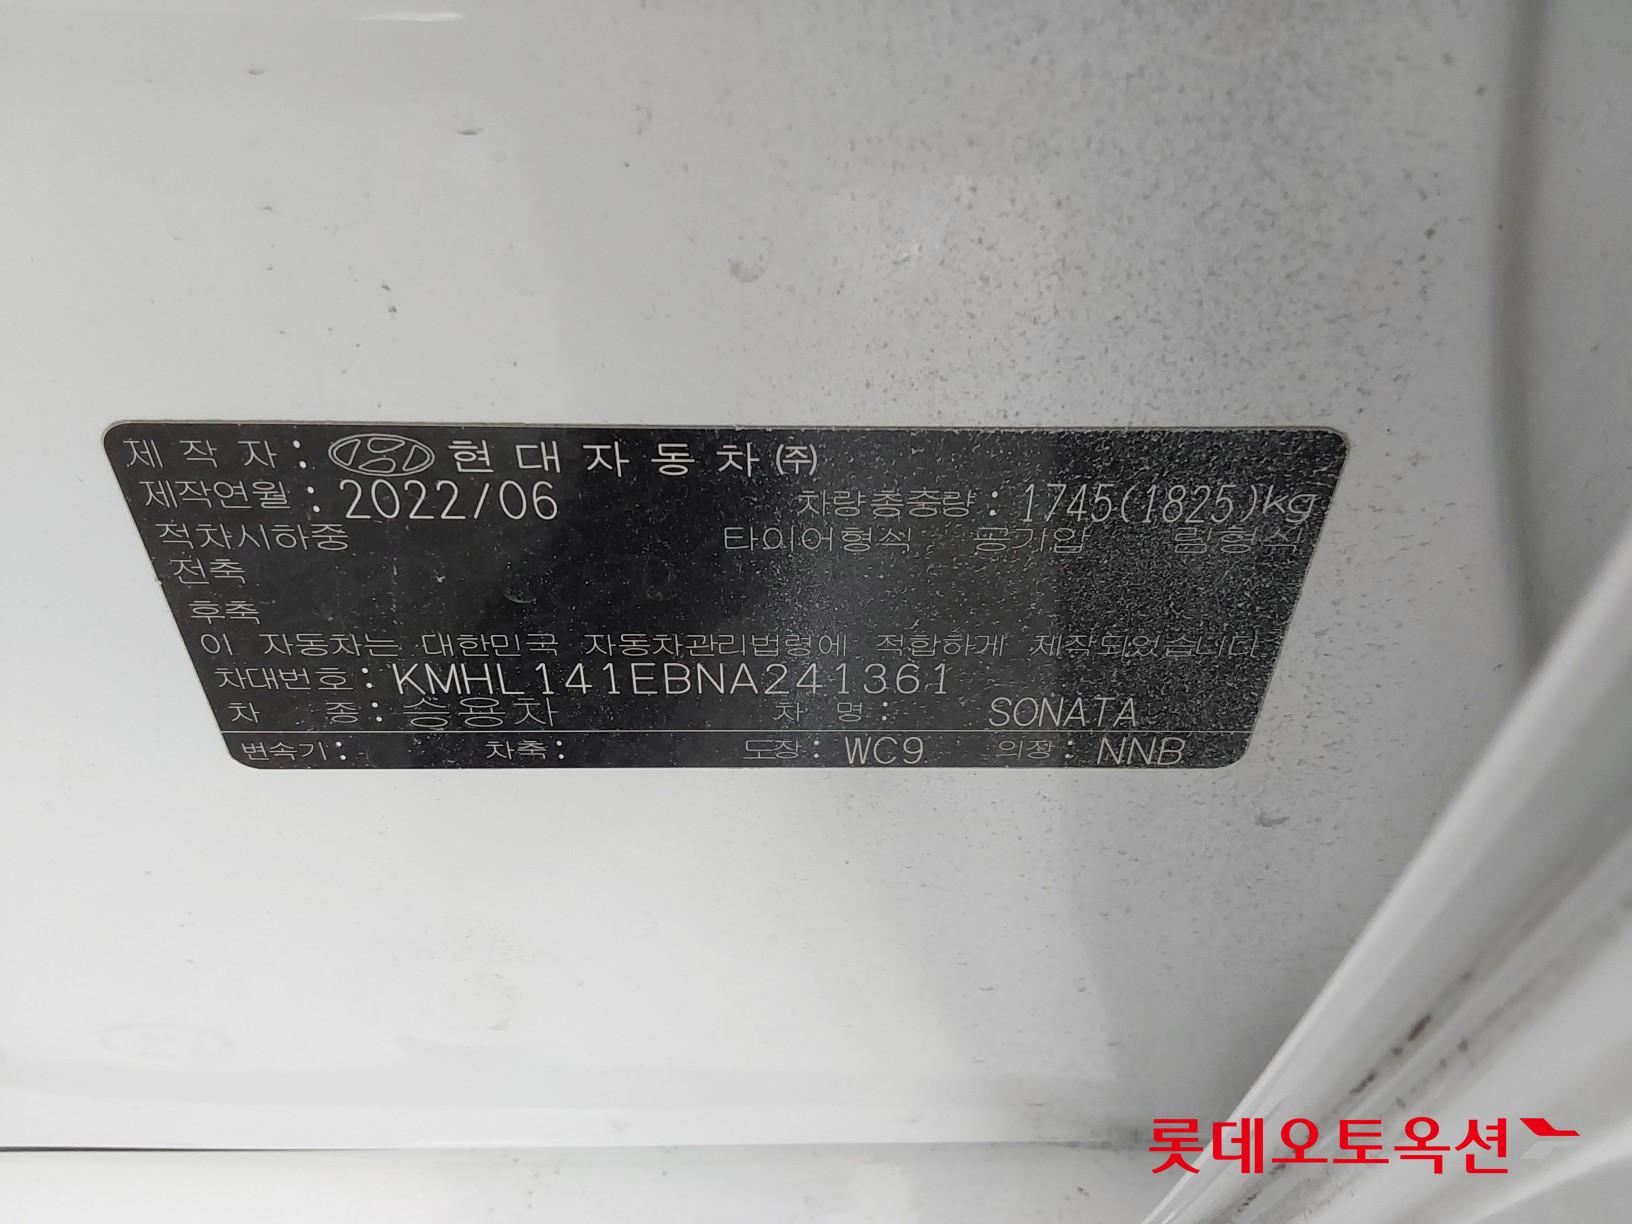 제 작 자 : 현 대 자 동 차 ㈜
제작연월 : 2022/06 차량총중량 : 1745(1825)kg
적차시하중 타이어형식 공기압 림형식
전축
후축
이 자동차는 대한민국 자동차관리법령에 적합하게 제작되었습니다
차대번호 : KMHL141EBNA241361
차 종 : 승용차 차 명 : SONATA
변속기 : 차축 : 도장 : WC9 의장 : NNB
롯데오토옥션